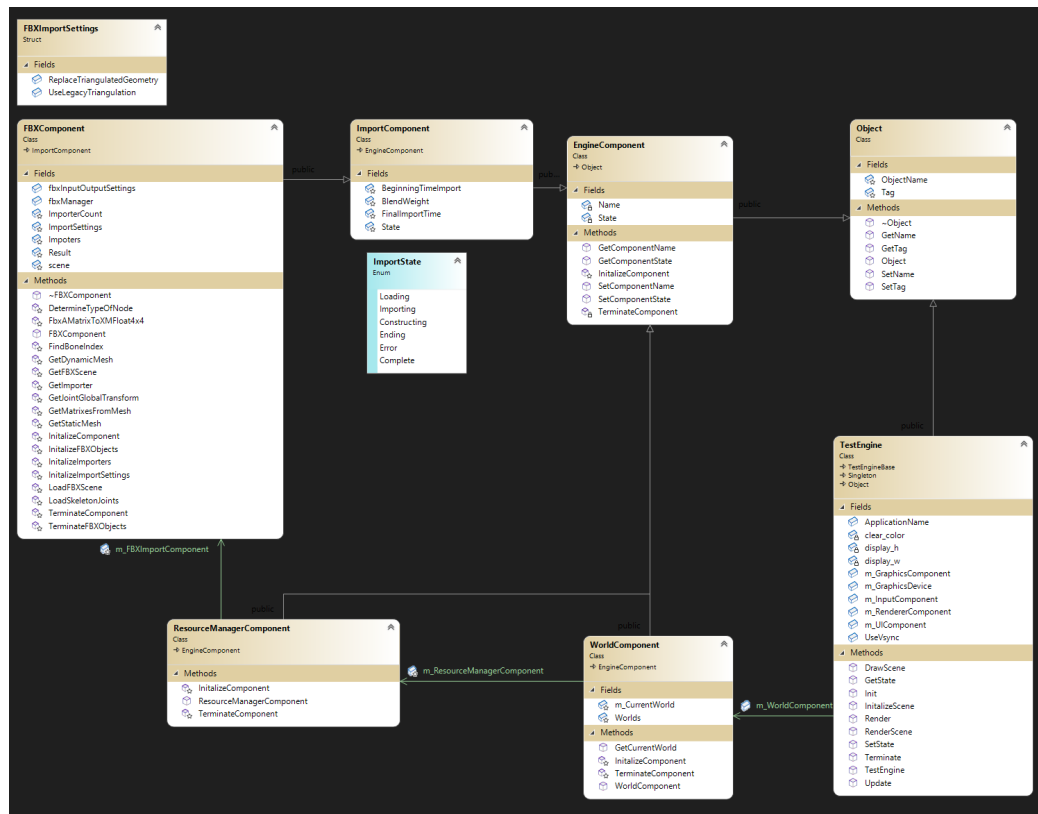 FBXImportSettings
Struct
Fields
ReplaceTriangulatedGeometry
UseLegacyTriangulation
FBXComponent
Class
ImportComponent
Fields
fbxInputOutputSettings
fbxManager
ImporterCount
ImportSettings
Impoters
Result
scene
Methods
~FBXComponent
DetermineTypeOfNode
FbxAMatrixToXMFloat4x4
FBXComponent
FindBoneIndex
GetDynamicMesh
GetFBXScene
GetImporter
GetJointGlobalTransform
GetMatrixesFromMesh
GetStaticMesh
InitalizeComponent
InitalizeFBXObjects
InitalizeImporters
InitalizeImportSettings
LoadFBXScene
LoadSkeletonJoints
TerminateComponent
TerminateFBXObjects
public
ImportComponent
Class
EngineComponent
Fields
BeginningTimeImport
BlendWeight
FinalImportTime
State
pub...
ImportState
Enum
Loading
Importing
Constructing
Ending
Error
Complete
EngineComponent
Class
Object
Fields
Name
State
Methods
GetComponentName
GetComponentState
InitalizeComponent
SetComponentName
SetComponentState
TerminateComponent
public
Object
Class
Fields
ObjectName
Tag
Methods
~Object
GetName
GetTag
Object
SetName
SetTag
public
TestEngine
Class
TestEngineBase
Singleton
Object
Fields
ApplicationName
clear_color
display_h
display_w
m_GraphicsComponent
m_GraphicsDevice
m_InputComponent
m_RendererComponent
m_UIComponent
UseVsync
Methods
DrawScene
GetState
Init
InitalizeScene
Render
RenderScene
SetState
Terminate
TestEngine
Update
m_FBXImportComponent
public
ResourceManagerComponent
Class
EngineComponent
Methods
InitalizeComponent
ResourceManagerComponent
TerminateComponent
m_ResourceManagerComponent
public
WorldComponent
Class
EngineComponent
Fields
m_CurrentWorld
Worlds
Methods
GetCurrentWorld
InitalizeComponent
TerminateComponent
WorldComponent
m_WorldComponent